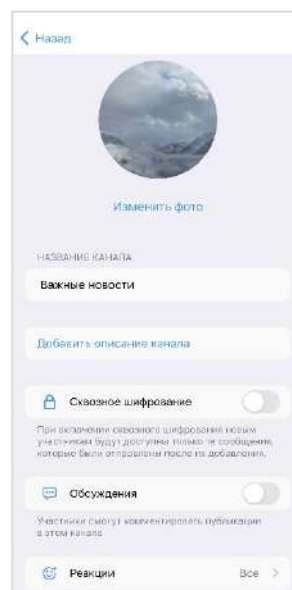 Назад
Изменить фото
НАЗВАНИЕ КАНАЛА
Важные новости
Добавить описание канала
Сквозное шифрование
При включении сквозного шифрования новым
участникам будут доступны только те сообщения,
которые были отправлены после их добавления.
Обсуждения
Участники смогут комментировать публикации
в этом канале
Реакции
Все